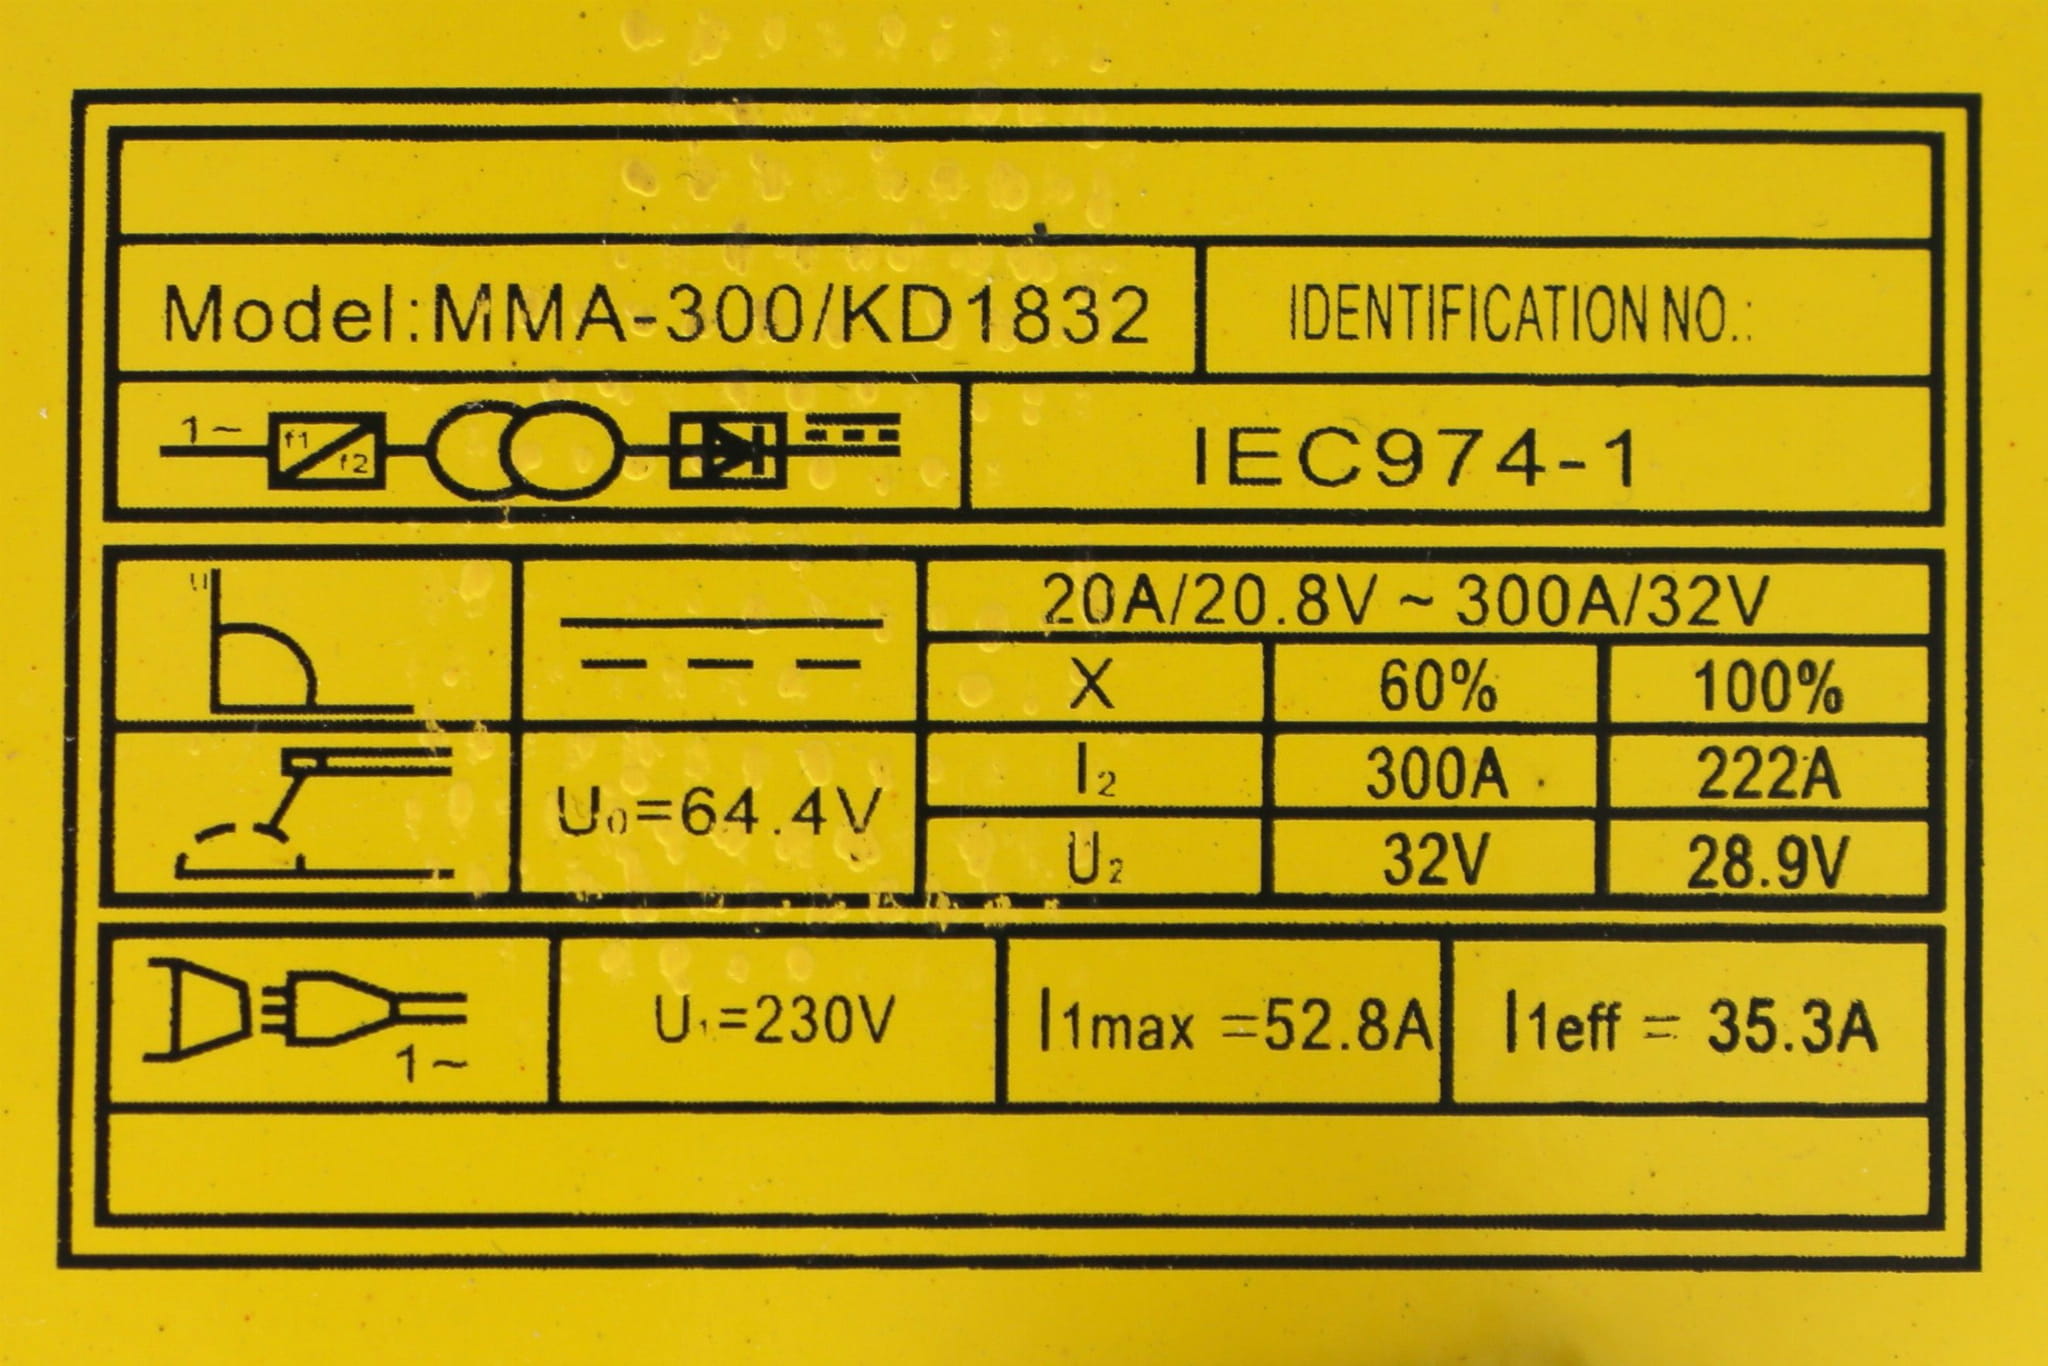 Model:MMA-300/KD1832
IDENTIFICATION NO.:
1~ f1 f2
IEC974-1
U
20A/20.8V ~ 300A/32V
X 60% 100%
U₀=64.4V
I₂ 300A 222A
U₂ 32V 28.9V
1~
U₁=230V
I1max =52.8A
I1eff = 35.3A